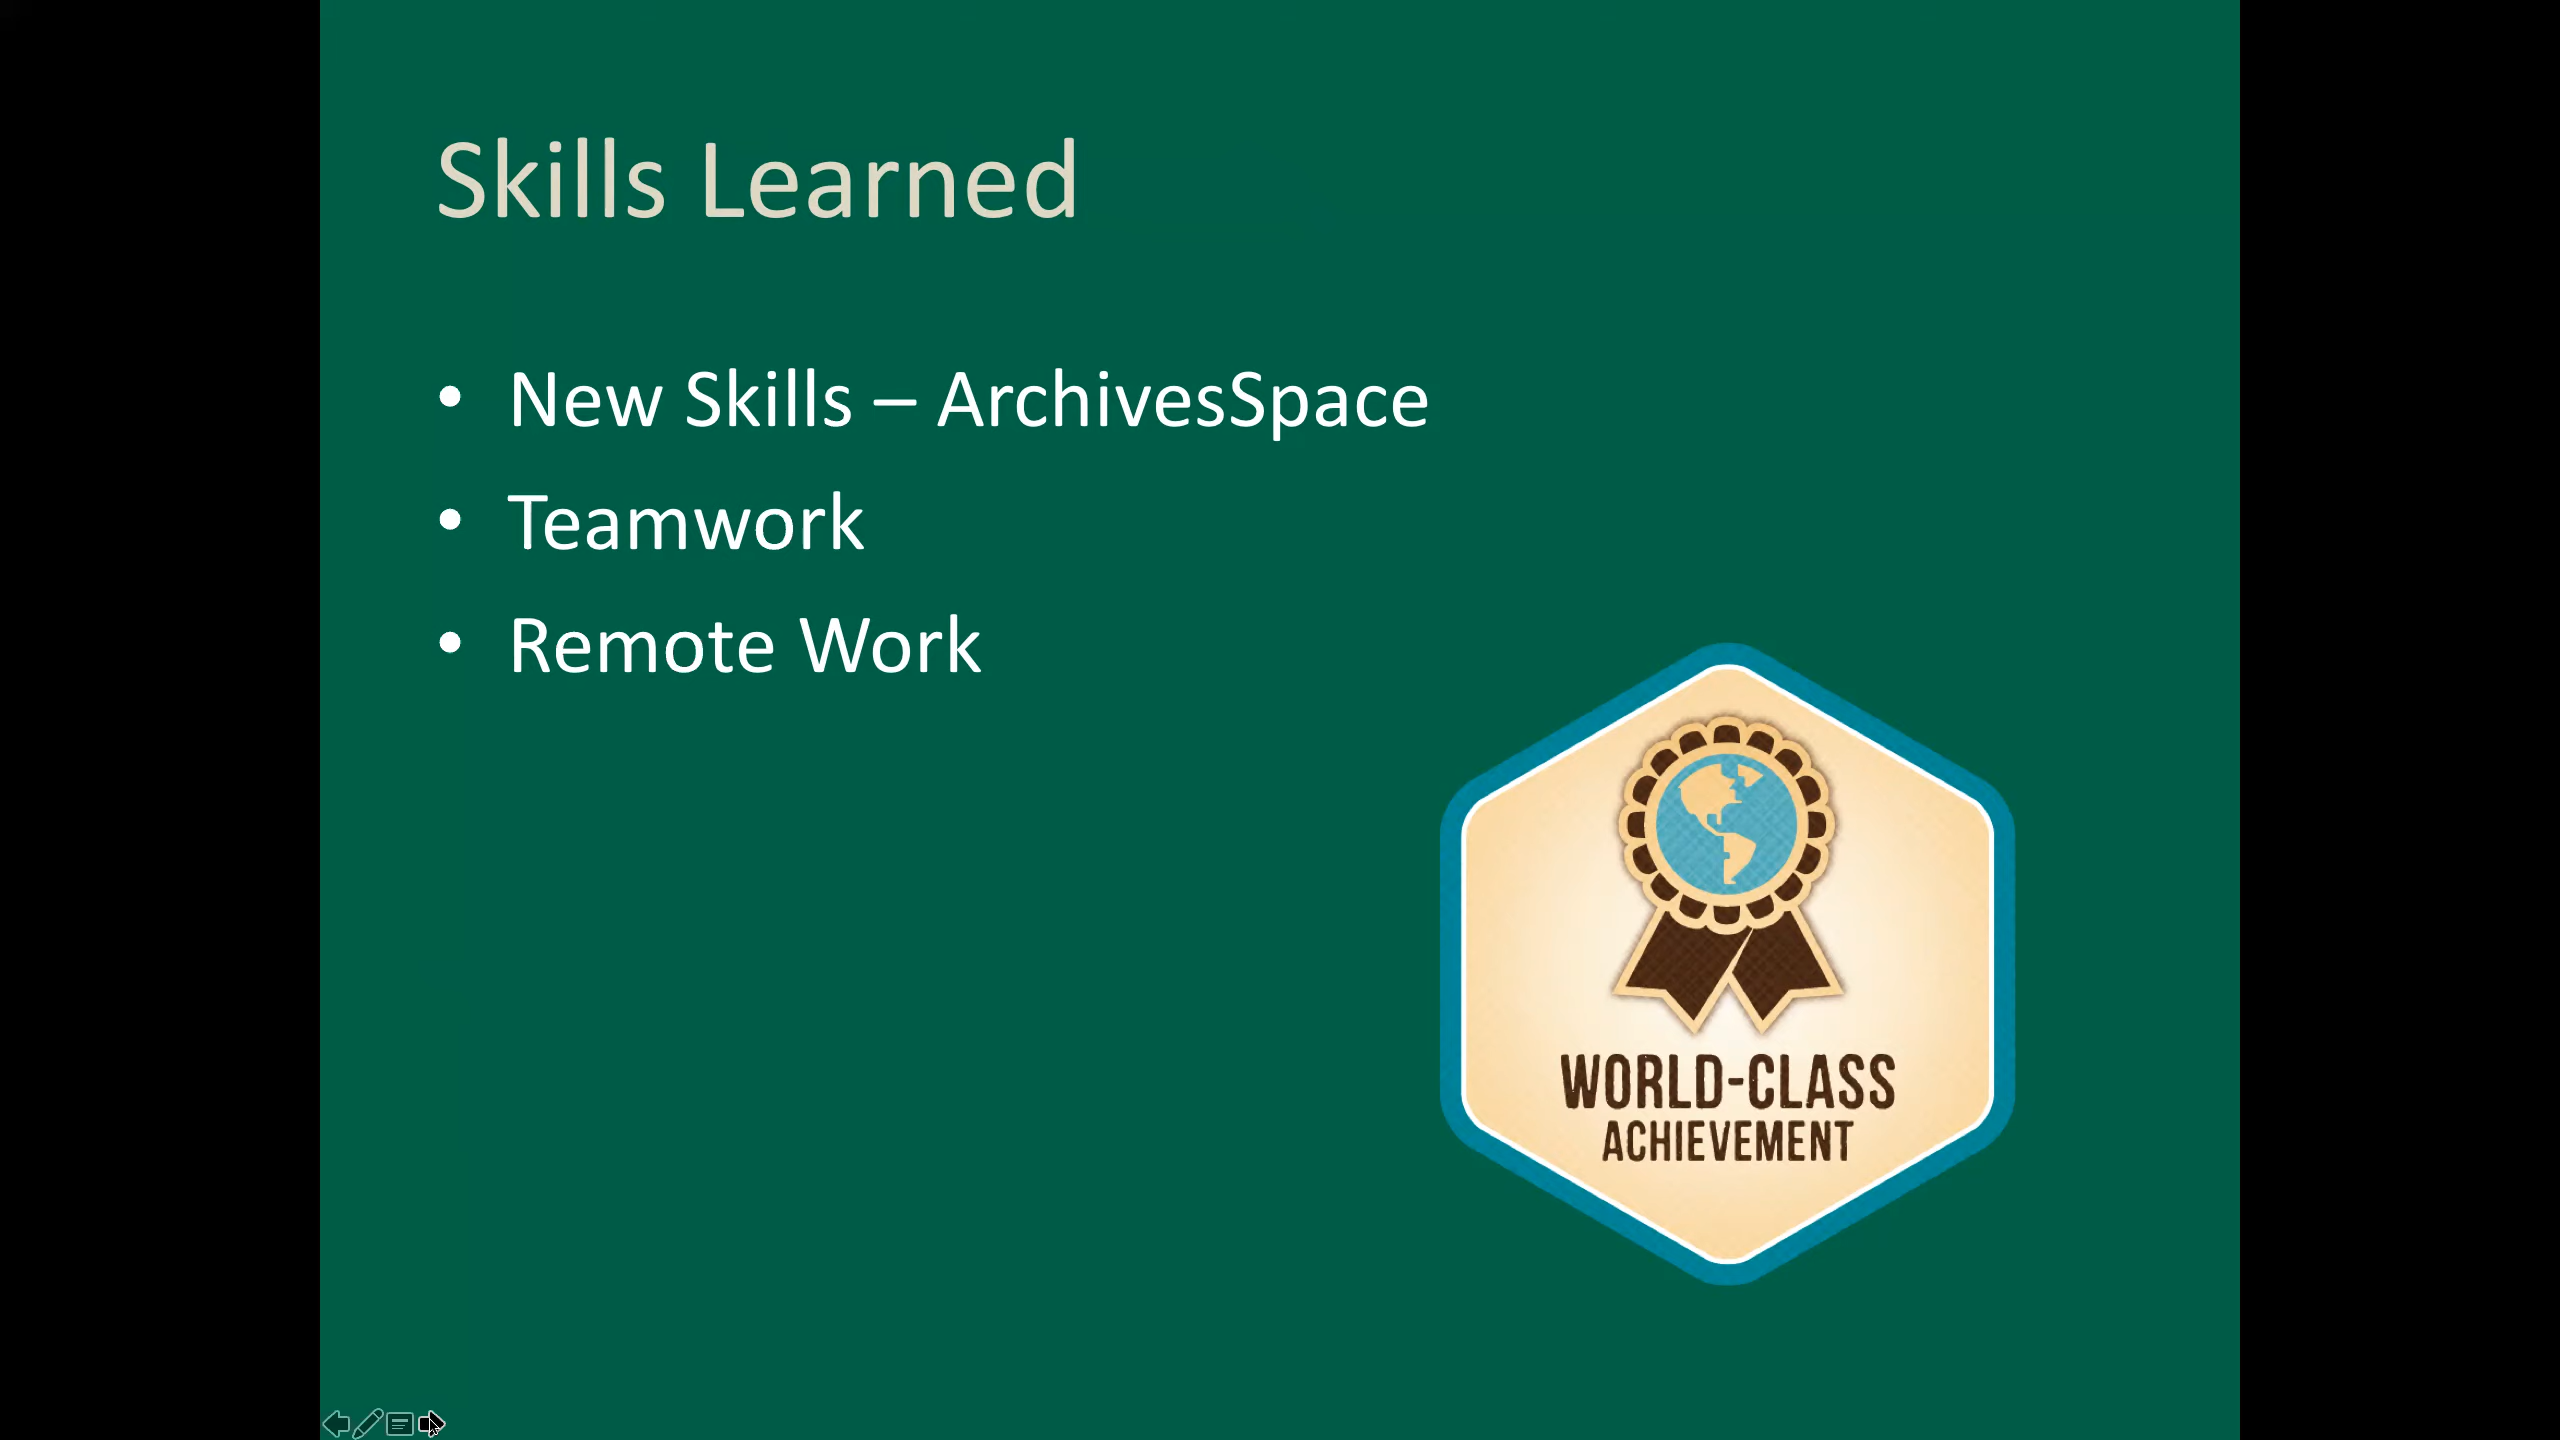 Skills Learned
• New Skills – ArchivesSpace
• Teamwork
• Remote Work
WORLD-CLASS
ACHIEVEMENT